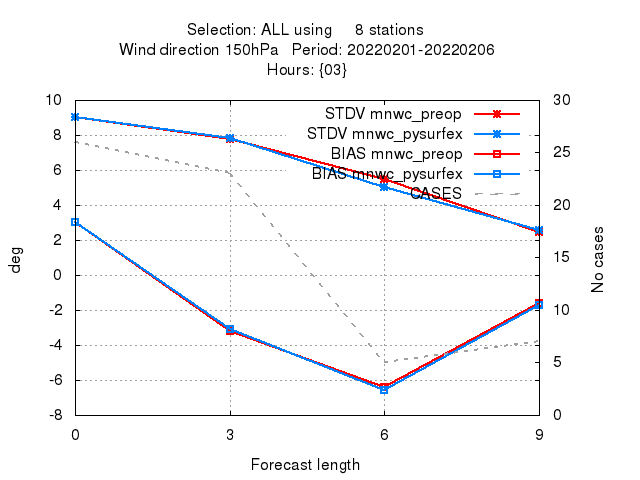 Selection: ALL using     8 stations
Wind direction 150hPa   Period: 20220201-20220206
Hours: {03}
STDV mnwc_preop
STDV mnwc_pysurfex
BIAS mnwc_preop
BIAS mnwc_pysurfex
CASES
10
8
6
4
2
0
-2
-4
-6
-8
deg
30
25
20
15
10
5
0
No cases
0 3 6 9
Forecast length